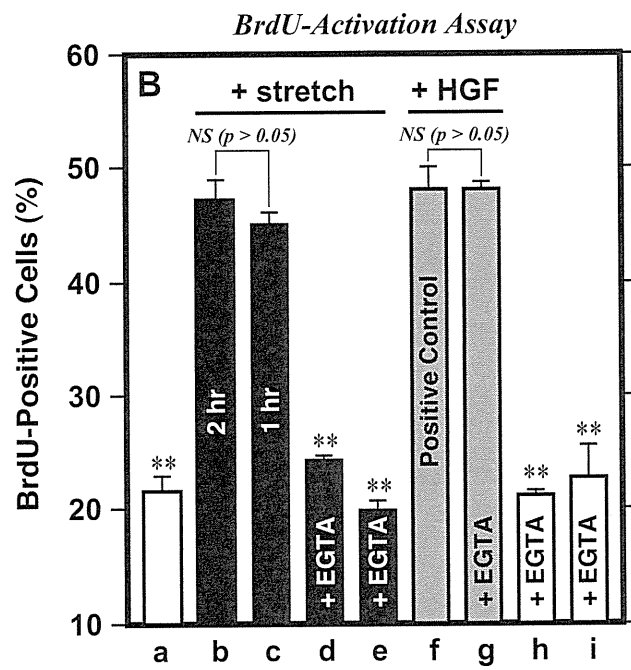 BrdU-Activation Assay
60
B
+ stretch
+ HGF
NS (p > 0.05)
NS (p > 0.05)
50
40
30
20
10
BrdU-Positive Cells (%)
**
2 hr
1 hr
**
+ EGTA
**
+ EGTA
Positive Control
+ EGTA
**
+ EGTA
**
+ EGTA
a b c d e f g h i